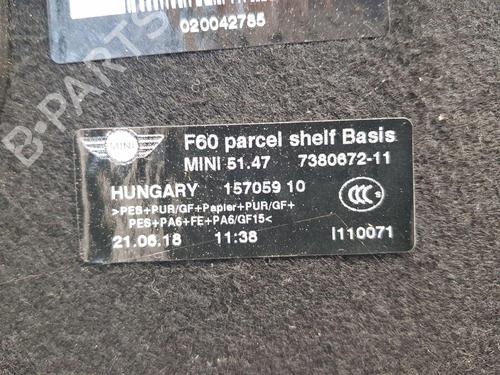 020042785
B-PARTS
MINI
F60 parcel shelf Basis
MINI 51.47 7380672-11
HUNGARY 157059 10
>PES+PUR/GF+Papier+PUR/GF+
PES+PA6+FE+PA6/GF15<
21.06.18 11:38 I110071